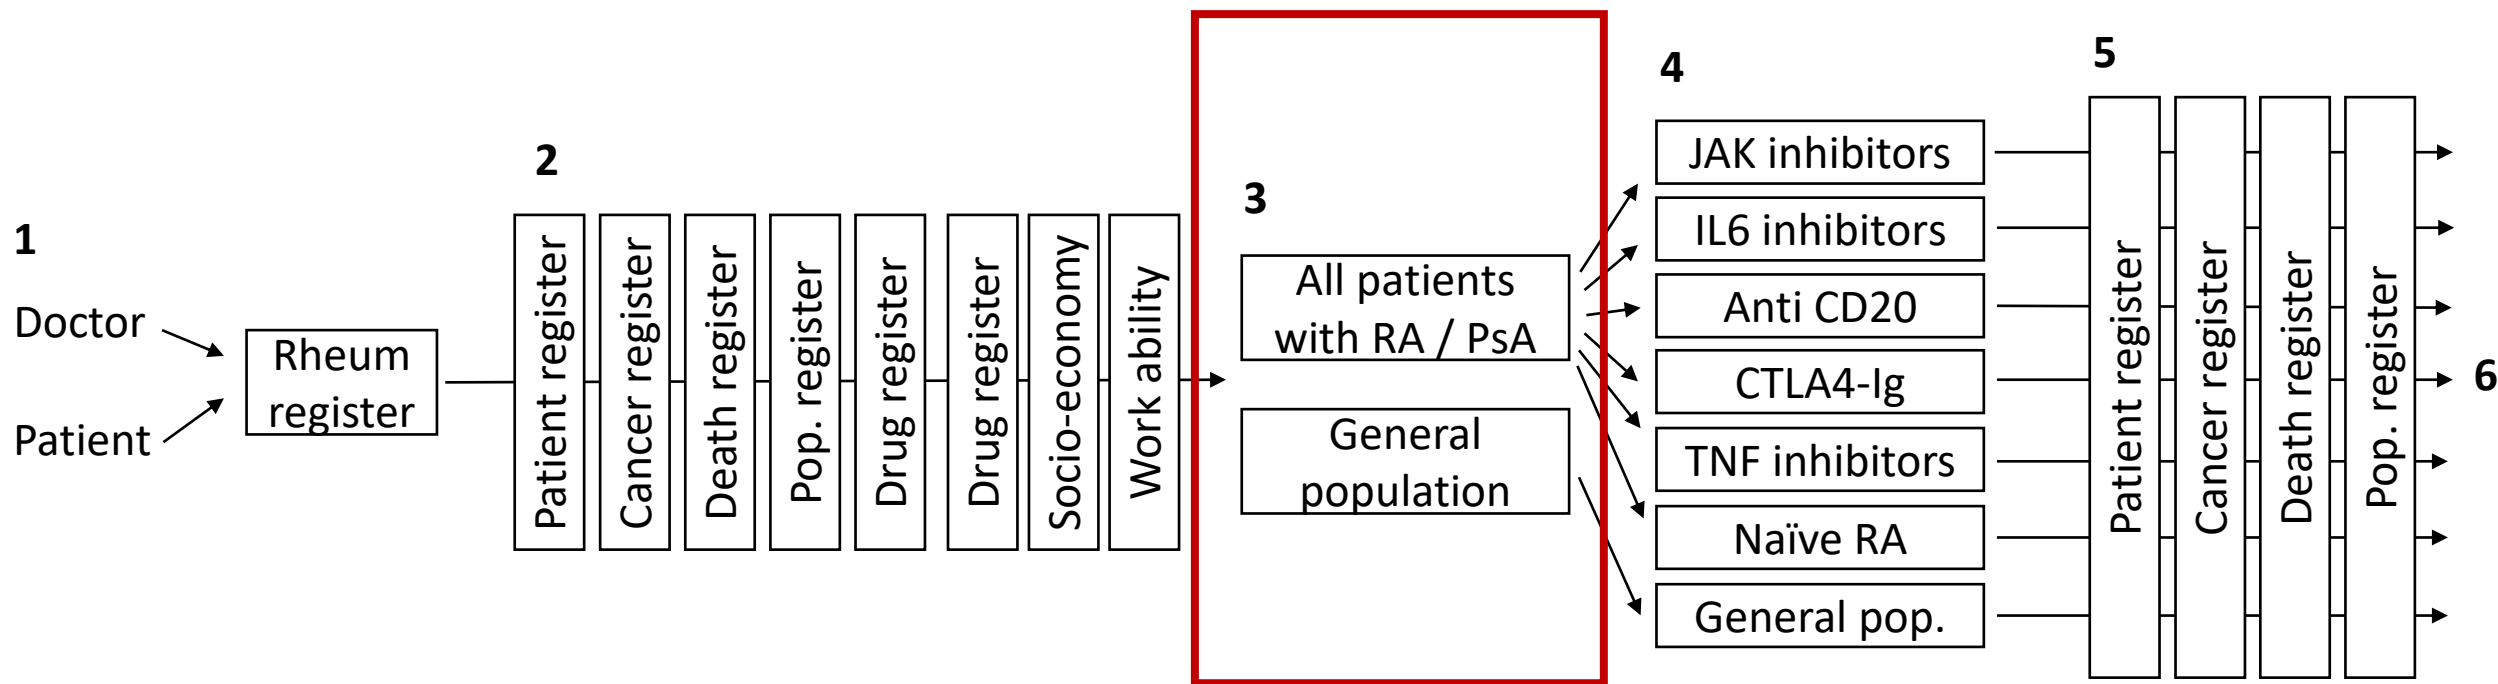 1
Doctor
Patient
Rheum
register
2
Patient register
Cancer register
Death register
Pop. register
Drug register
Drug register
Socio-economy
Work ability
3
All patients
with RA / PsA
General
population
4
JAK inhibitors
IL6 inhibitors
Anti CD20
CTLA4-Ig
TNF inhibitors
Naïve RA
General pop.
5
Patient register
Cancer register
Death register
Pop. register
6